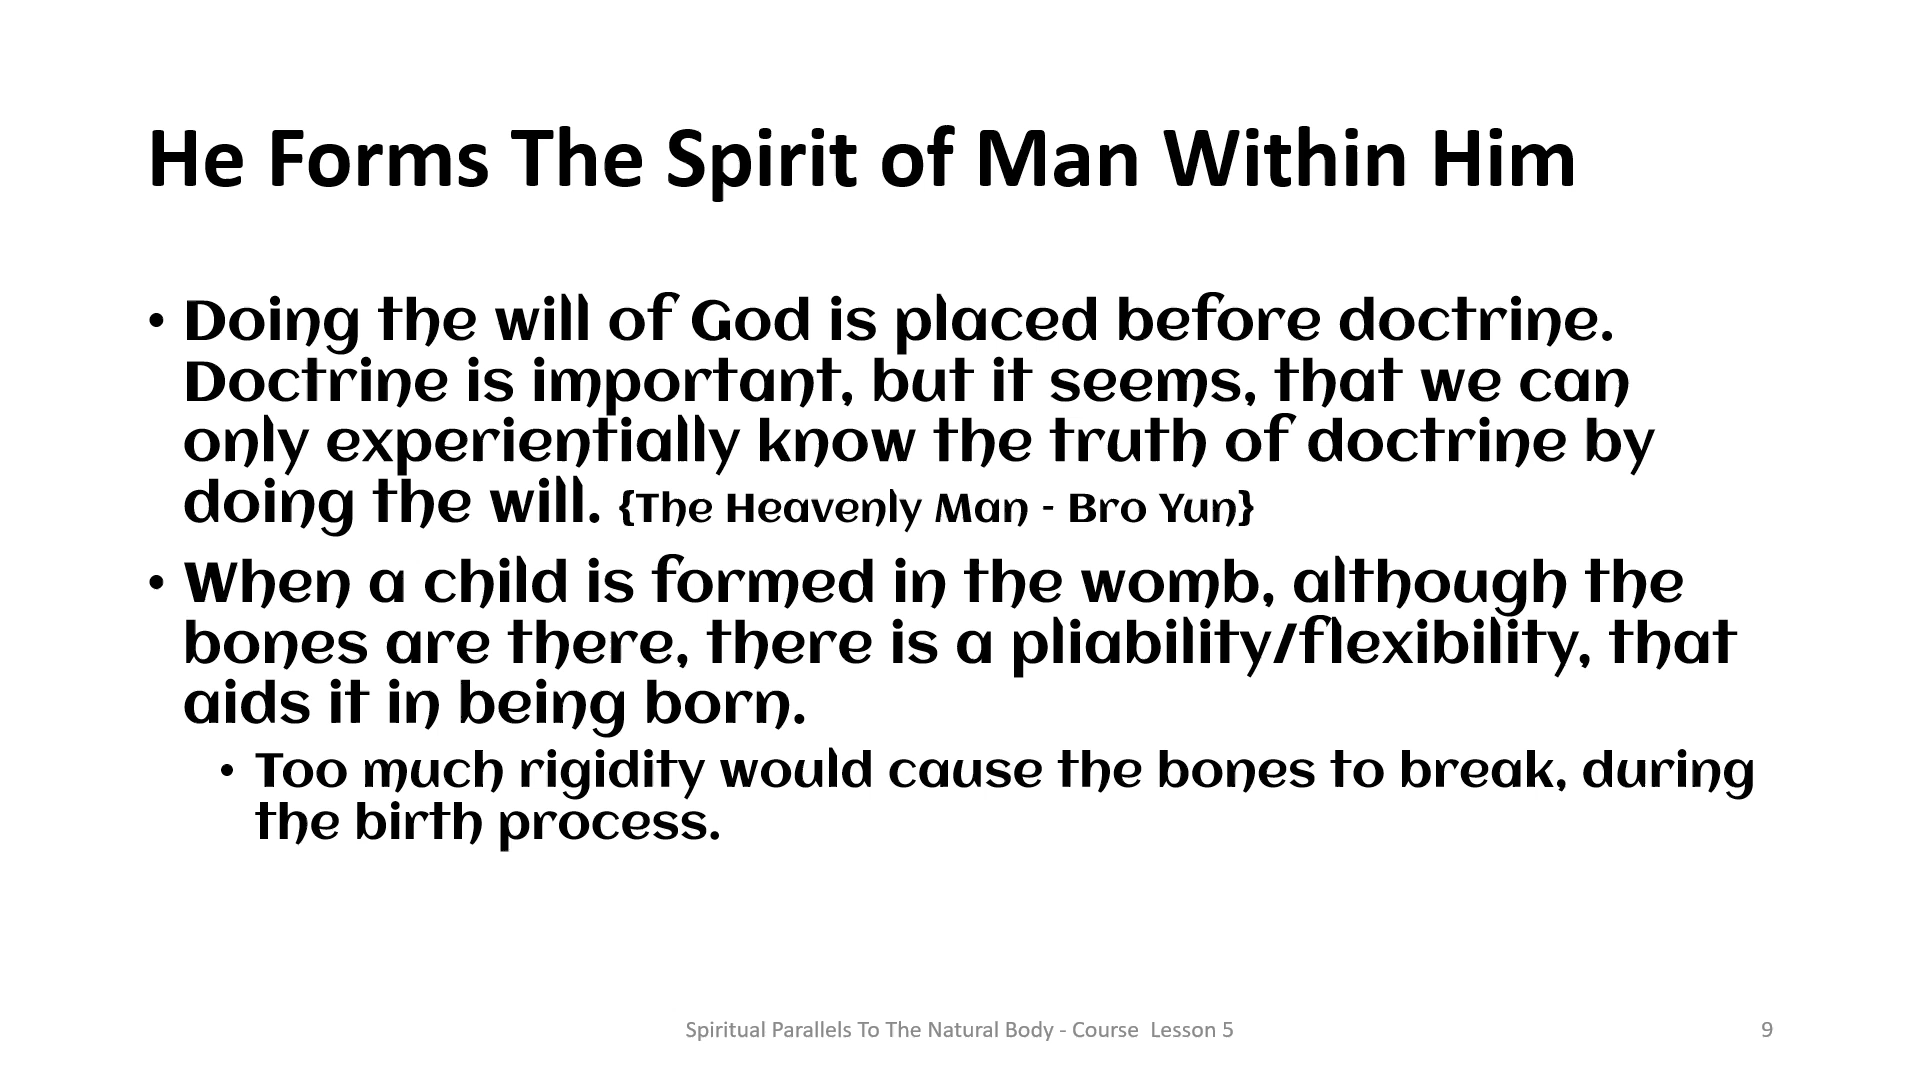 He Forms The Spirit of Man Within Him
• Doing the will of God is placed before doctrine.
Doctrine is important, but it seems, that we can
only experientially know the truth of doctrine by
doing the will. {The Heavenly Man - Bro Yun}
• When a child is formed in the womb, although the
bones are there, there is a pliability/flexibility, that
aids it in being born.
• Too much rigidity would cause the bones to break, during
the birth process.
Spiritual Parallels To The Natural Body - Course  Lesson 5
9